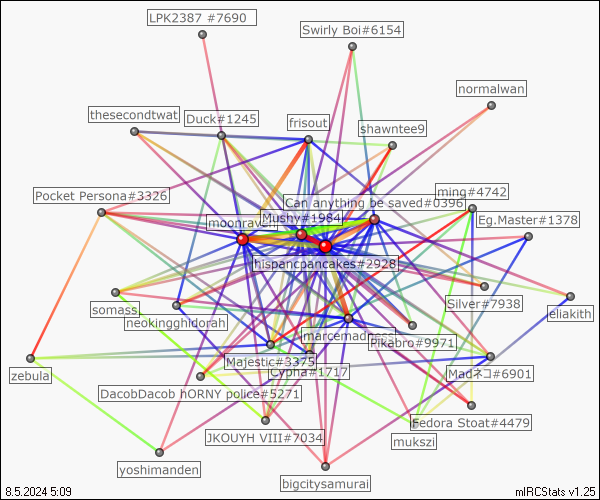 LPK2387 #7690
Swirly Boi#6154
normalwan
thesecondtwat
Duck#1245
frisout
shawntee9
Pocket Persona#3326
Can anything be saved#0396
ming#4742
moonrav
Mushy#1984
Eg.Master#1378
hispancpancakes#2928
somass
neokingghidorah
Silver#7938
eliakith
marcemad
Pikabro#9971
zebula
Majestic#3375
Cypha#1717
Madネコ#6901
DacobDacob hORNY police#5271
Fedora Stoat#4479
JKOUYH VIII#7034
mukszi
yoshimanden
bigcitysamurai
8.5.2024 5:09
mIRCStats v1.25